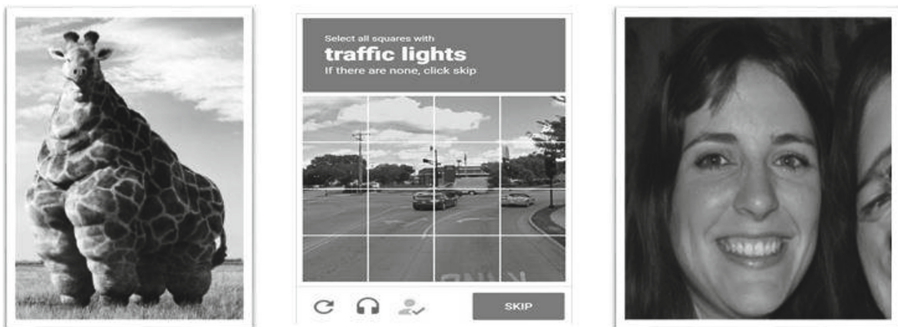 Select all squares with
traffic lights
If there are none, click skip
SKIP